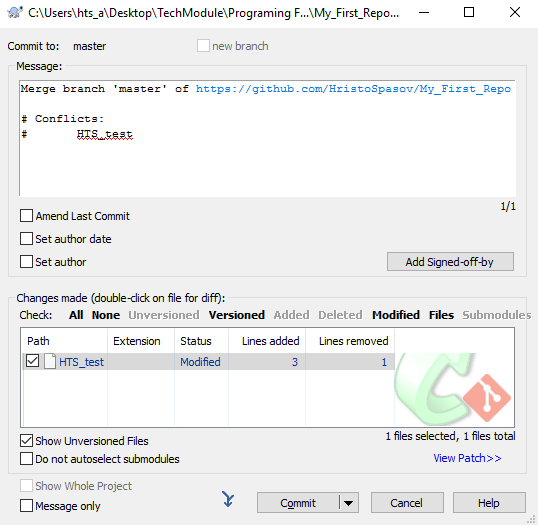 C:\Users\hts_a\Desktop\TechModule\Programing F...\My_First_Repo...
Commit to: master new branch
Message:
Merge branch 'master' of https://github.com/HristoSpasov/My_First_Repo
# Conflicts:
# HTS_test
1/1
Amend Last Commit
Set author date
Set author
Add Signed-off-by
Changes made (double-click on file for diff):
Check: All None Unversioned Versioned Added Deleted Modified Files Submodules
Path Extension Status Lines added Lines removed
HTS_test Modified 3 1
Show Unversioned Files
1 files selected, 1 files total
Do not autoselect submodules
View Patch>>
Show Whole Project
Message only
Commit
Cancel
Help